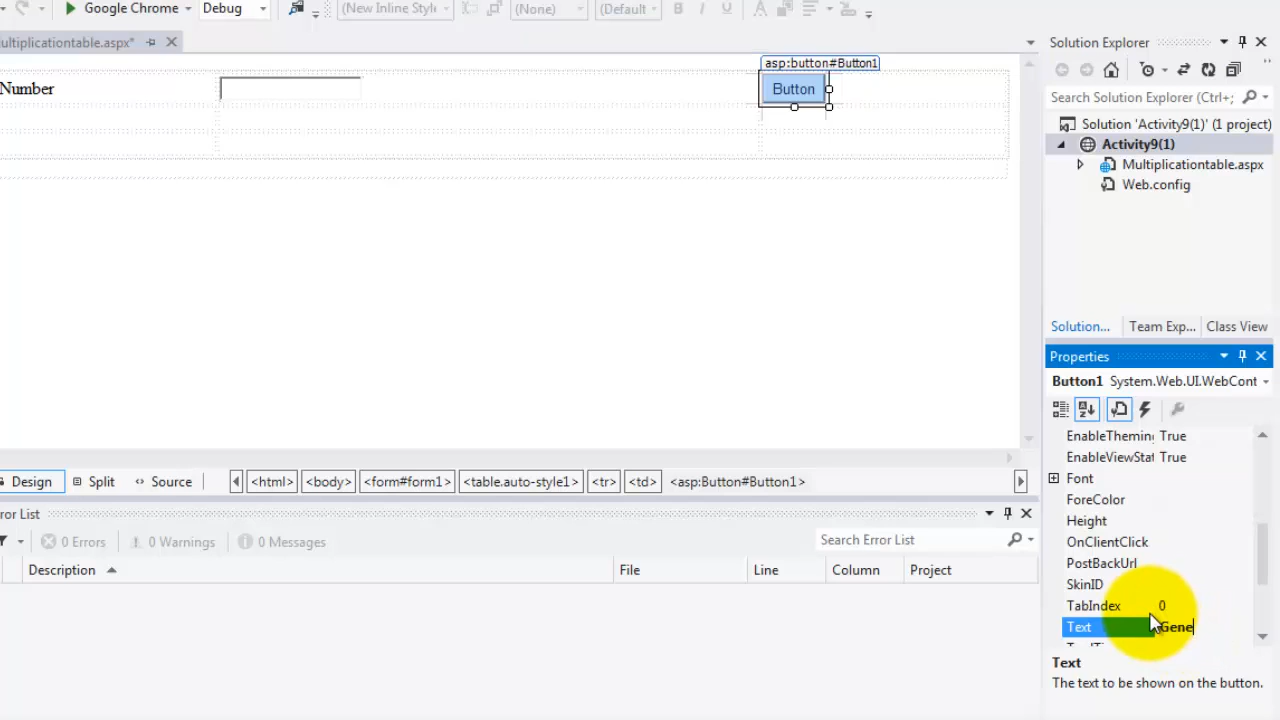 Google Chrome Debug (New Inline Style (None) (Default B I U A
ultiplicationtable.aspx*
Number
asp:button#Button1
Button
Solution Explorer
Search Solution Explorer (Ctrl+;
Solution 'Activity9(1)' (1 project)
Activity9(1)
Multiplicationtable.aspx
Web.config
Solution... Team Exp... Class View
Properties
Button1 System.Web.UI.WebCont
EnableTheming True
EnableViewStat True
Font
ForeColor
Height
OnClientClick
PostBackUrl
SkinID
TabIndex 0
Text Gene
Text
The text to be shown on the button.
Design Split Source <html> <body> <form#form1> <table.auto-style1> <tr> <td> <asp:Button#Button1>
rror List
0 Errors 0 Warnings 0 Messages Search Error List
Description File Line Column Project